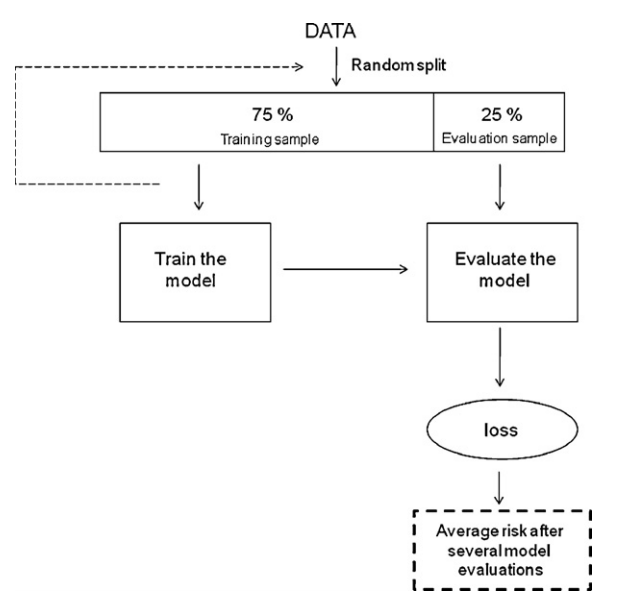 DATA
Random split
75 %
Training sample
25 %
Evaluation sample
Train the
model
Evaluate the
model
loss
Average risk after
several model
evaluations